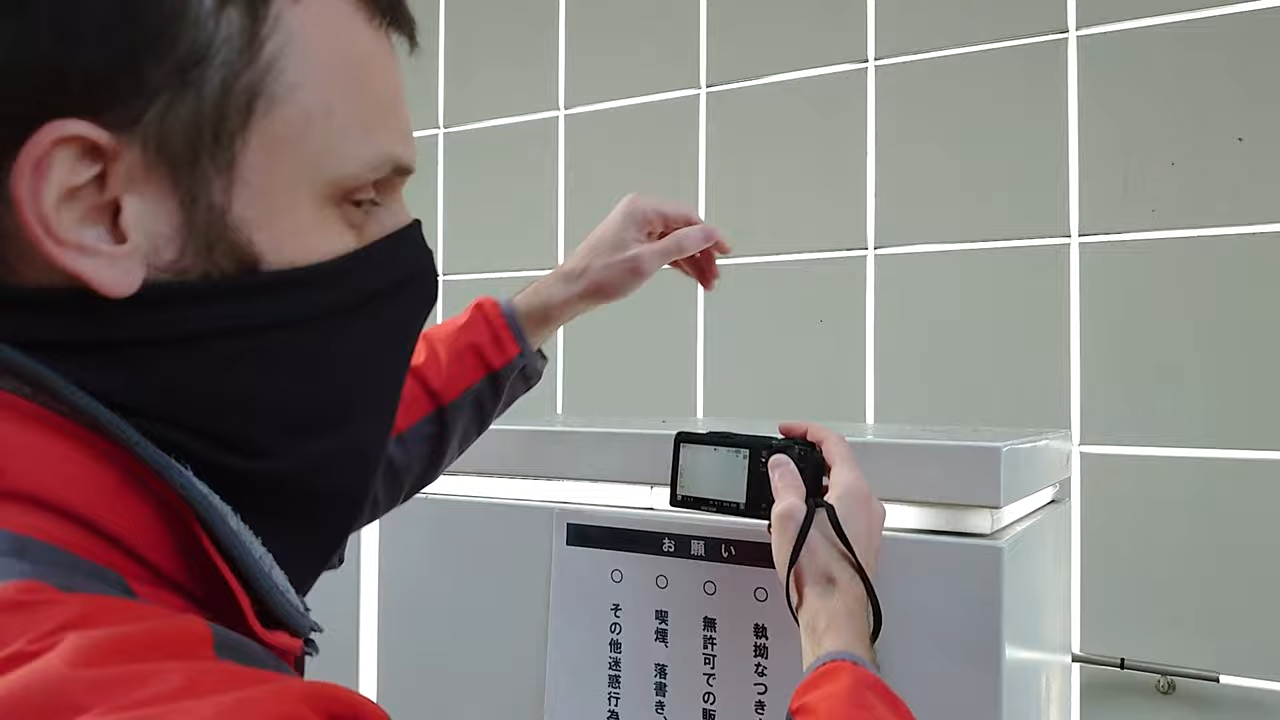 お願い
○ 執拗なつきま
○ 無許可での販
○ 喫煙、落書き、
○ その他迷惑行為